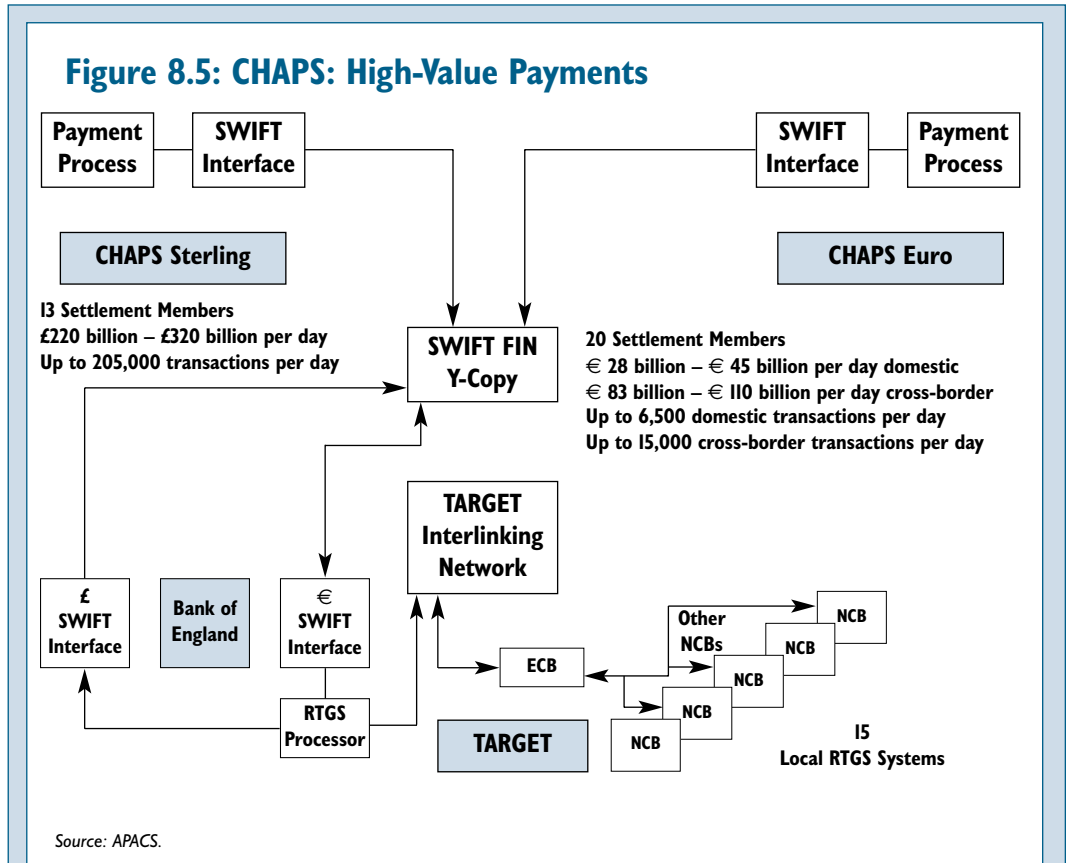 Figure 8.5: CHAPS: High-Value Payments
Payment
Process
SWIFT
Interface
SWIFT
Interface
Payment
Process
CHAPS Sterling
CHAPS Euro
13 Settlement Members
£220 billion – £320 billion per day
Up to 205,000 transactions per day
SWIFT FIN
Y-Copy
20 Settlement Members
€ 28 billion – € 45 billion per day domestic
€ 83 billion – € 110 billion per day cross-border
Up to 6,500 domestic transactions per day
Up to 15,000 cross-border transactions per day
TARGET
Interlinking
Network
£
SWIFT
Interface
Bank of
England
€
SWIFT
Interface
RTGS
Processor
ECB
TARGET
Other
NCBs
NCB
NCB
NCB
NCB
NCB
15
Local RTGS Systems
Source: APACS.